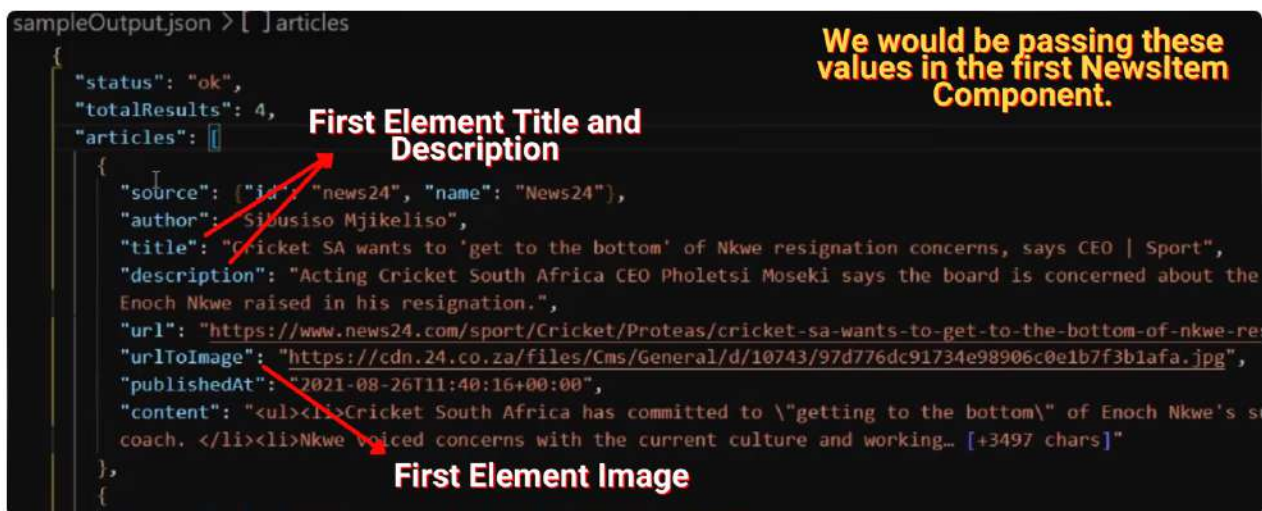 sampleOutput.json > [ ] articles
We would be passing these
values in the first NewsItem
Component.
{
"status": "ok",
"totalResults": 4,
"articles": [
First Element Title and
Description
{
"source": {"id": "news24", "name": "News24"},
"author": "Sibusiso Mjikeliso",
"title": "Cricket SA wants to 'get to the bottom' of Nkwe resignation concerns, says CEO | Sport",
"description": "Acting Cricket South Africa CEO Pholetsi Moseki says the board is concerned about the
Enoch Nkwe raised in his resignation.",
"url": "https://www.news24.com/sport/Cricket/Proteas/cricket-sa-wants-to-get-to-the-bottom-of-nkwe-res
"urlToImage": "https://cdn.24.co.za/files/Cms/General/d/10743/97d776dc91734e98906c0e1b7f3b1afa.jpg",
"publishedAt": "2021-08-26T11:40:16+00:00",
"content": "<ul><li>Cricket South Africa has committed to \"getting to the bottom\" of Enoch Nkwe's su
coach. </li><li>Nkwe voiced concerns with the current culture and working… [+3497 chars]"
},
First Element Image
{